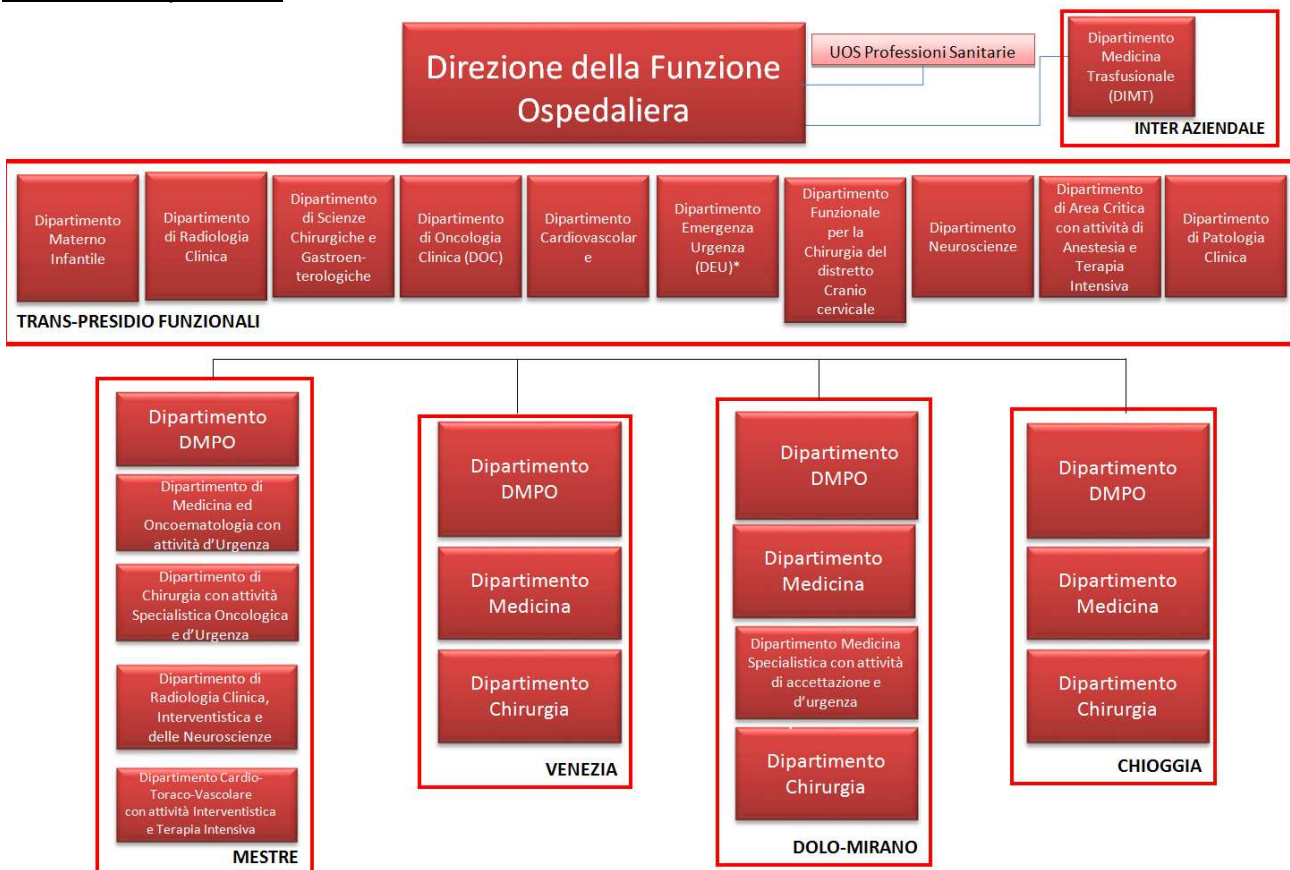 Direzione della Funzione
Ospedaliera
UOS Professioni Sanitarie
Dipartimento
Medicina
Trasfusionale
(DIMT)
INTER AZIENDALE
Dipartimento
Materno
Infantile
Dipartimento
di Radiologia
Clinica
Dipartimento
di Scienze
Chirurgiche e
Gastroen-
terologiche
Dipartimento
di Oncologia
Clinica (DOC)
Dipartimento
Cardiovascolar
e
Dipartimento
Emergenza
Urgenza
(DEU)*
Dipartimento
Funzionale
per la
Chirurgia del
distretto
Cranio
cervicale
Dipartimento
Neuroscienze
Dipartimento
di Area Critica
con attività di
Anestesia e
Terapia
Intensiva
Dipartimento
di Patologia
Clinica
TRANS-PRESIDIO FUNZIONALI
Dipartimento
DMPO
Dipartimento di
Medicina ed
Oncoematologia con
attività d'Urgenza
Dipartimento di
Chirurgia con attività
Specialistica Oncologica
e d'Urgenza
Dipartimento di
Radiologia Clinica,
Interventistica e
delle Neuroscienze
Dipartimento Cardio-
Toraco-Vascolare
con attività Interventistica
e Terapia Intensiva
MESTRE
Dipartimento
DMPO
Dipartimento
Medicina
Dipartimento
Chirurgia
VENEZIA
Dipartimento
DMPO
Dipartimento
Medicina
Dipartimento Medicina
Specialistica con attività
di accettazione e
d'urgenza
Dipartimento
Chirurgia
DOLO-MIRANO
Dipartimento
DMPO
Dipartimento
Medicina
Dipartimento
Chirurgia
CHIOGGIA